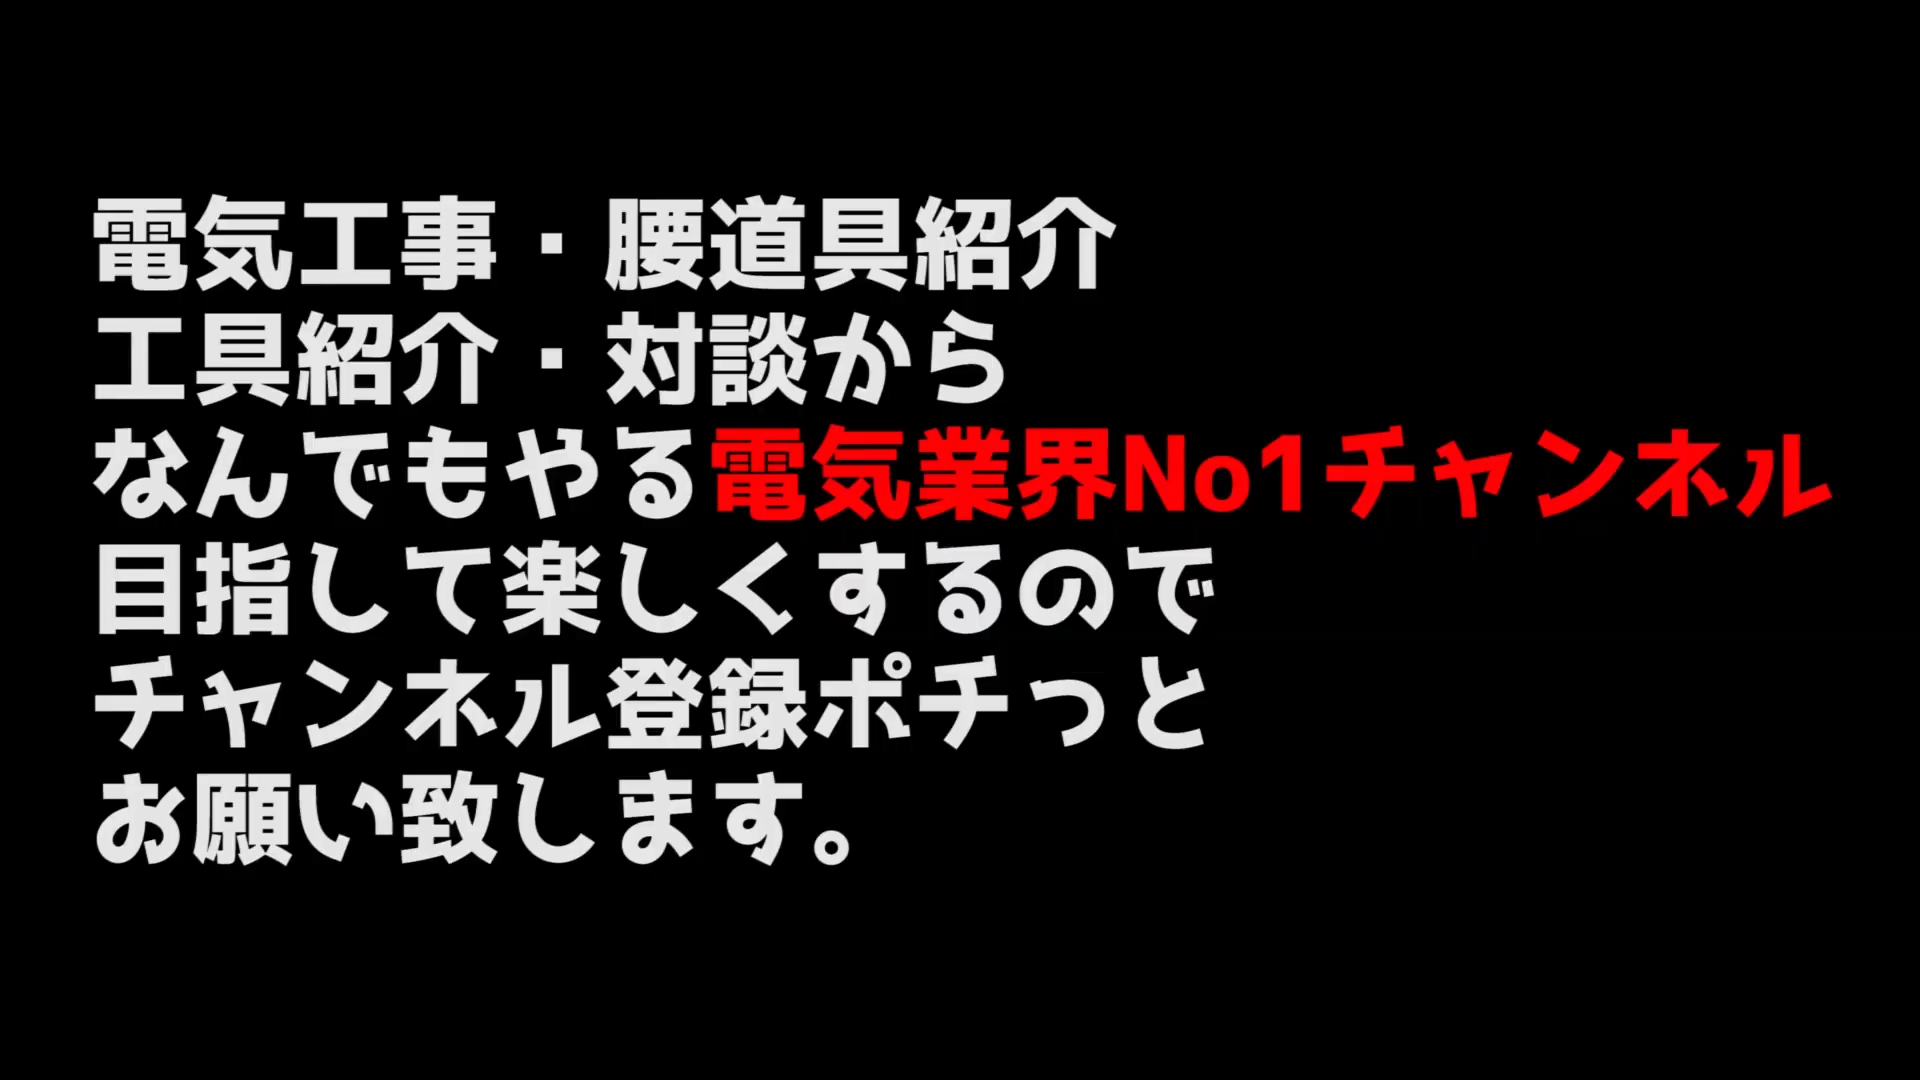 電気工事・腰道具紹介
工具紹介・対談から
なんでもやる電気業界No1チャンネル
目指して楽しくするので
チャンネル登録ポチっと
お願い致します。